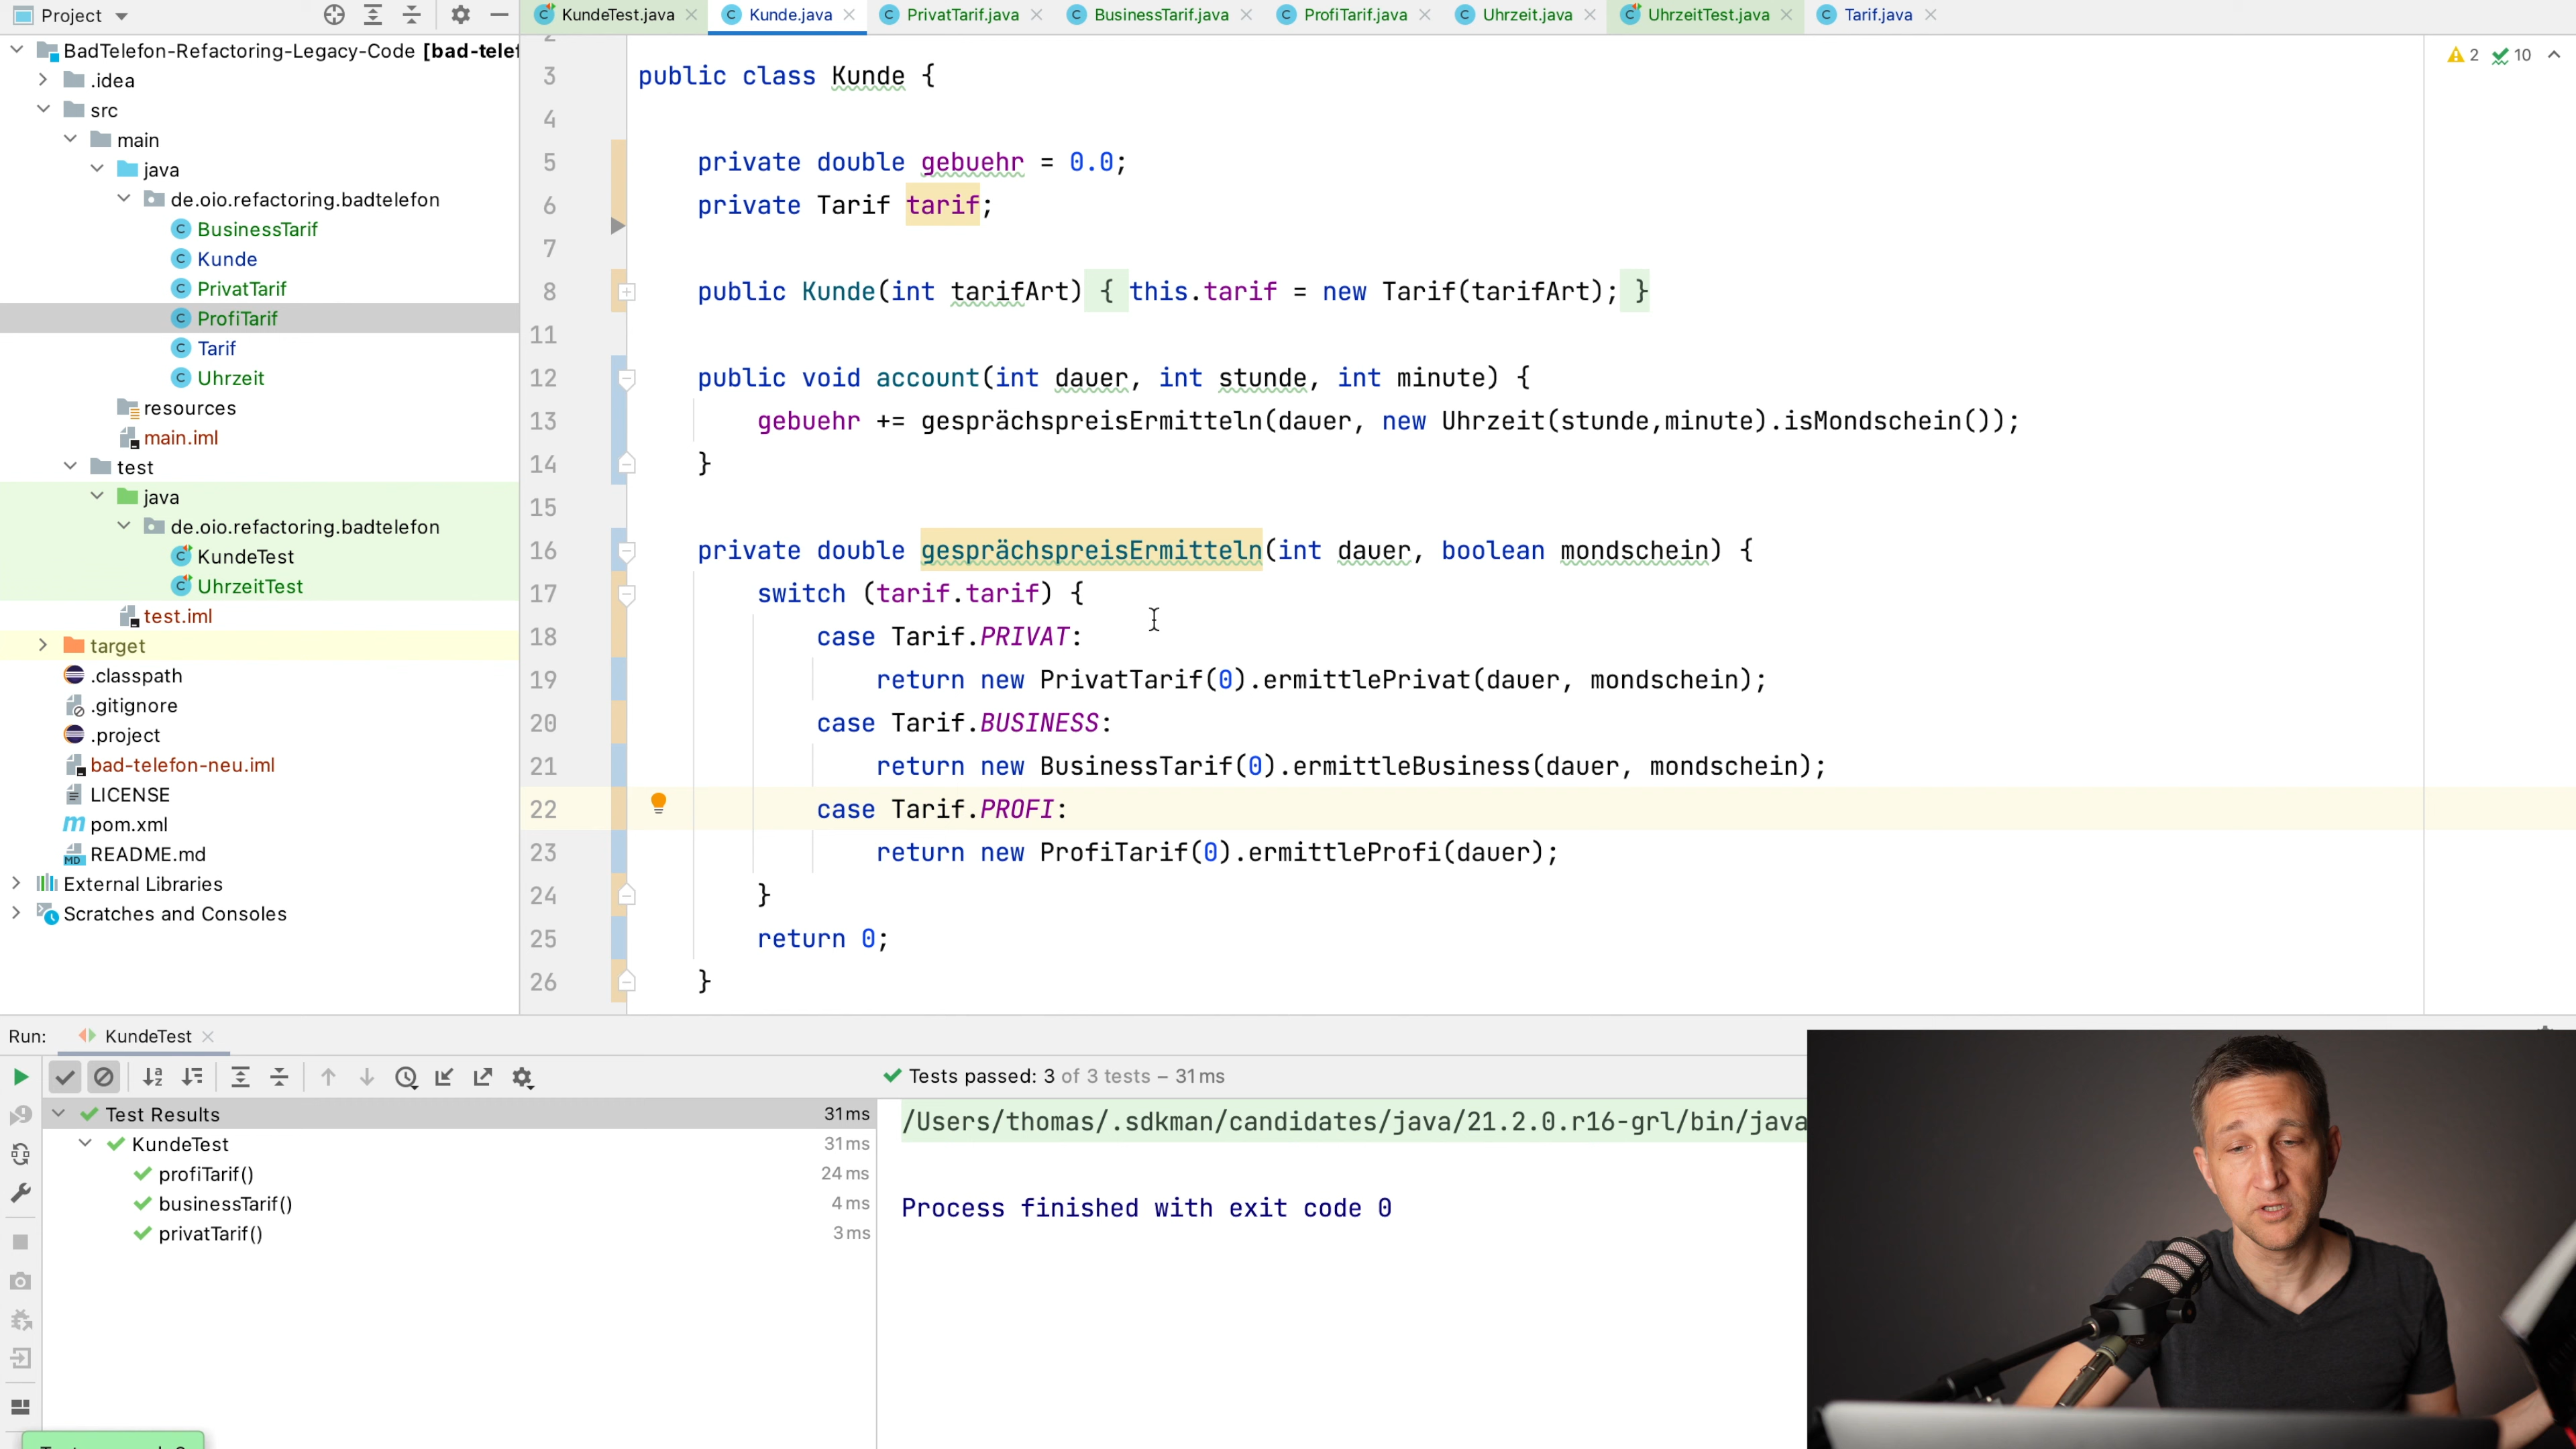 Project
KundeTest.java
Kunde.java
PrivatTarif.java
BusinessTarif.java
ProfiTarif.java
Uhrzeit.java
UhrzeitTest.java
Tarif.java
BadTelefon-Refactoring-Legacy-Code [bad-telef
.idea
src
main
java
de.oio.refactoring.badtelefon
BusinessTarif
Kunde
PrivatTarif
ProfiTarif
Tarif
Uhrzeit
resources
main.iml
test
java
de.oio.refactoring.badtelefon
KundeTest
UhrzeitTest
test.iml
target
.classpath
.gitignore
.project
bad-telefon-neu.iml
LICENSE
pom.xml
README.md
External Libraries
Scratches and Consoles
2 10
2
3 public class Kunde {
4
5 private double gebuehr = 0.0;
6 private Tarif tarif;
7
8 public Kunde(int tarifArt) { this.tarif = new Tarif(tarifArt); }
11
12 public void account(int dauer, int stunde, int minute) {
13 gebuehr += gesprächspreisErmitteln(dauer, new Uhrzeit(stunde,minute).isMondschein());
14 }
15
16 private double gesprächspreisErmitteln(int dauer, boolean mondschein) {
17 switch (tarif.tarif) {
18 case Tarif.PRIVAT:
19 return new PrivatTarif(0).ermittlePrivat(dauer, mondschein);
20 case Tarif.BUSINESS:
21 return new BusinessTarif(0).ermittleBusiness(dauer, mondschein);
22 case Tarif.PROFI:
23 return new ProfiTarif(0).ermittleProfi(dauer);
24 }
25 return 0;
26 }
Run: KundeTest
Tests passed: 3 of 3 tests – 31 ms
Test Results 31 ms
KundeTest 31 ms
profiTarif() 24 ms
businessTarif() 4 ms
privatTarif() 3 ms
/Users/thomas/.sdkman/candidates/java/21.2.0.r16-grl/bin/java
Process finished with exit code 0